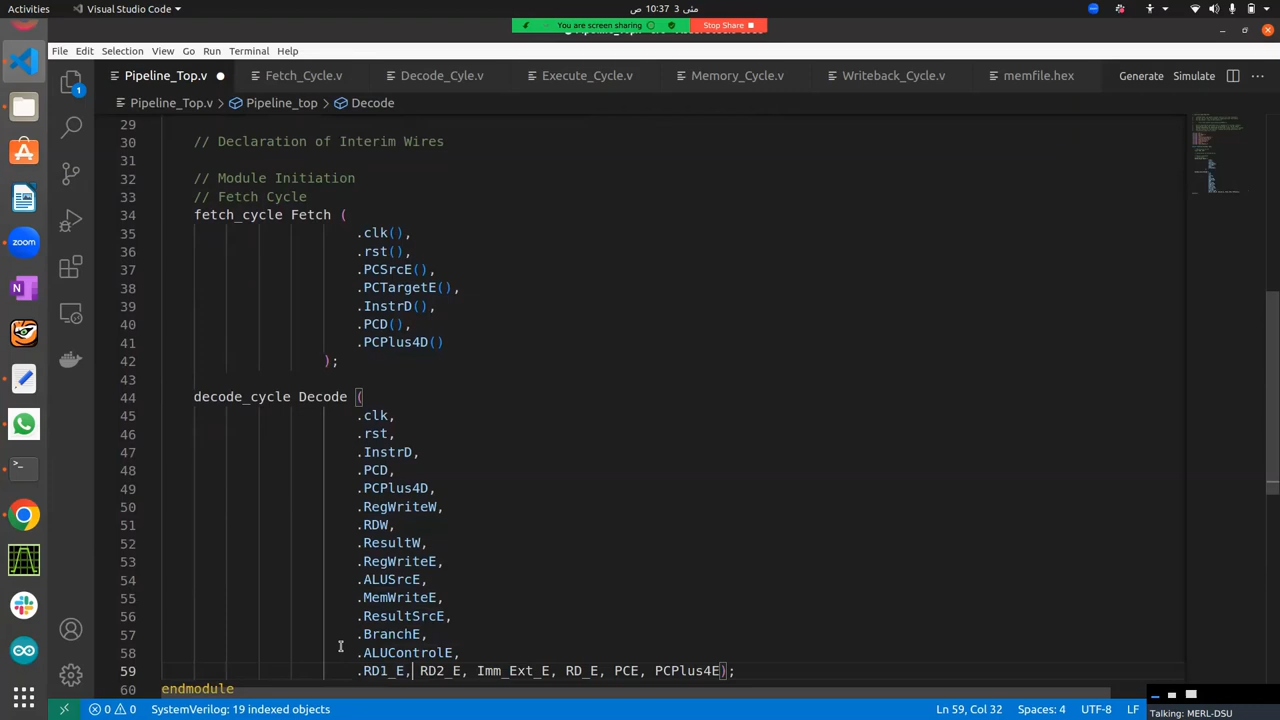 Activities
Visual Studio Code
مئی 3 10:37 ص
You are screen sharing
Stop Share
File Edit Selection View Go Run Terminal Help
Pipeline_Top.v Fetch_Cycle.v Decode_Cyle.v Execute_Cycle.v Memory_Cycle.v Writeback_Cycle.v memfile.hex Generate Simulate
Pipeline_Top.v > Pipeline_top > Decode
29
30 // Declaration of Interim Wires
31
32 // Module Initiation
33 // Fetch Cycle
34 fetch_cycle Fetch (
35 .clk(),
36 .rst(),
37 .PCSrcE(),
38 .PCTargetE(),
39 .InstrD(),
40 .PCD(),
41 .PCPlus4D()
42 );
43
44 decode_cycle Decode (
45 .clk,
46 .rst,
47 .InstrD,
48 .PCD,
49 .PCPlus4D,
50 .RegWriteW,
51 .RDW,
52 .ResultW,
53 .RegWriteE,
54 .ALUSrcE,
55 .MemWriteE,
56 .ResultSrcE,
57 .BranchE,
58 .ALUControlE,
59 .RD1_E, RD2_E, Imm_Ext_E, RD_E, PCE, PCPlus4E);
60 endmodule
0 0 SystemVerilog: 19 indexed objects Ln 59, Col 32 Spaces: 4 UTF-8 LF
Talking: MERL-DSU
zoom
1